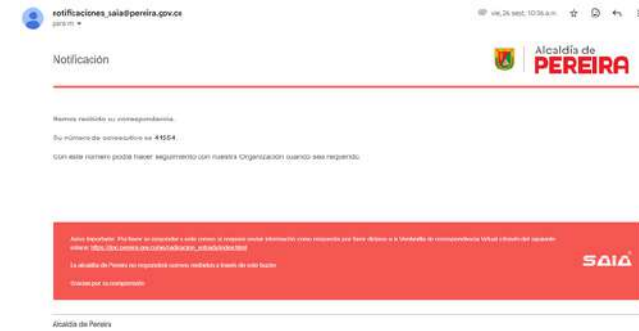 notificaciones_saia@pereira.gov.co
vie, 26 sept, 10:36 a.m.
para mí
Notificación
Alcaldía de
PEREIRA
Hemos recibido su correspondencia.
Su número de consecutivo es 41554.
Con este número podrá hacer seguimiento con nuestra Organización cuando sea requerido.
Aviso Importante: Por favor no responder a este correo si requiere enviar información como respuesta por favor diríjase a la Ventanilla de correspondencia Virtual a través del siguiente
enlace:
La alcaldía de Pereira no responderá correos recibidos a través de este buzón
Gracias por su comprensión
SAIA
Alcaldía de Pereira